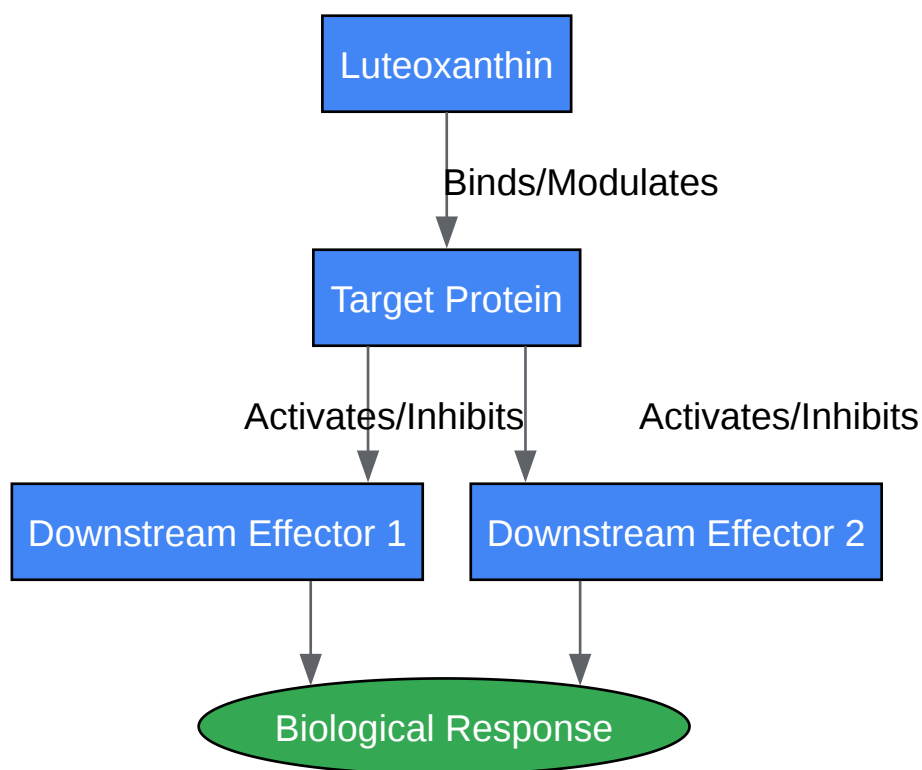 Luteoxanthin
Binds/Modulates
Target Protein
Activates/Inhibits
Activates/Inhibits
Downstream Effector 1
Downstream Effector 2
Biological Response